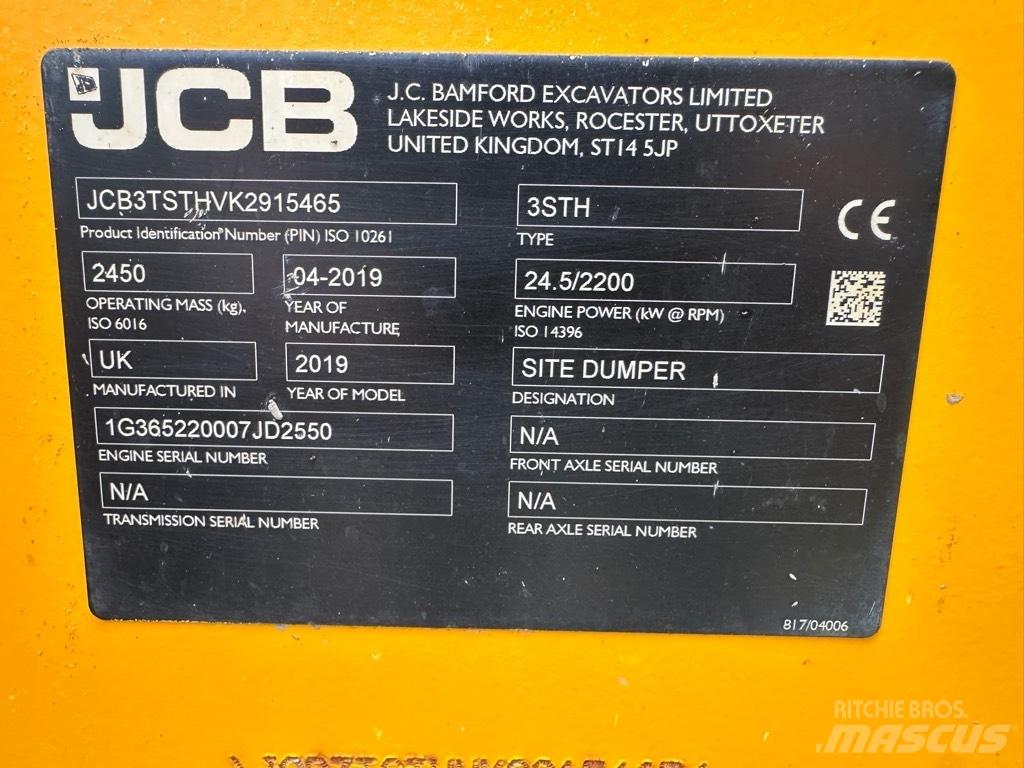 JCB
J.C. BAMFORD EXCAVATORS LIMITED
LAKESIDE WORKS, ROCESTER, UTTOXETER
UNITED KINGDOM, ST14 5JP
JCB3TSTHVK2915465
Product Identification Number (PIN) ISO 10261
3STH
TYPE
CE
2450
OPERATING MASS (kg).
ISO 6016
04-2019
YEAR OF
MANUFACTURE
24.5/2200
ENGINE POWER (kW @ RPM)
ISO 14396
UK
MANUFACTURED IN
2019
YEAR OF MODEL
SITE DUMPER
DESIGNATION
1G365220007JD2550
ENGINE SERIAL NUMBER
N/A
FRONT AXLE SERIAL NUMBER
N/A
TRANSMISSION SERIAL NUMBER
N/A
REAR AXLE SERIAL NUMBER
817/04006
RITCHIE BROS.
MASCUS